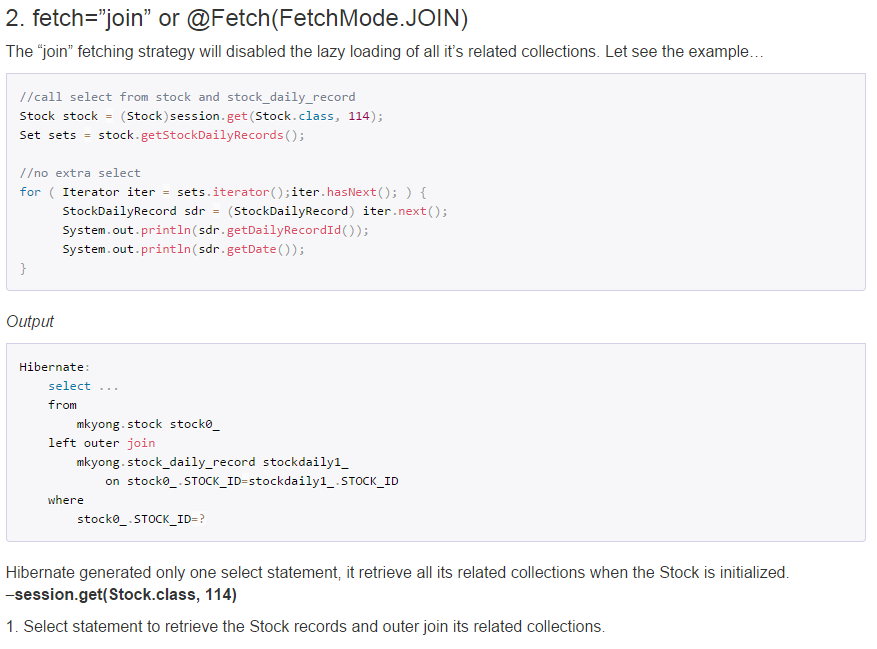 2. fetch=”join” or @Fetch(FetchMode.JOIN)
The “join” fetching strategy will disabled the lazy loading of all it’s related collections. Let see the example…
//call select from stock and stock_daily_record
Stock stock = (Stock)session.get(Stock.class, 114);
Set sets = stock.getStockDailyRecords();
//no extra select
for ( Iterator iter = sets.iterator();iter.hasNext(); ) {
StockDailyRecord sdr = (StockDailyRecord) iter.next();
System.out.println(sdr.getDailyRecordId());
System.out.println(sdr.getDate());
}
Output
Hibernate:
select ...
from
mkyong.stock stock0_
left outer join
mkyong.stock_daily_record stockdaily1_
on stock0_.STOCK_ID=stockdaily1_.STOCK_ID
where
stock0_.STOCK_ID=?
Hibernate generated only one select statement, it retrieve all its related collections when the Stock is initialized.
–session.get(Stock.class, 114)
1. Select statement to retrieve the Stock records and outer join its related collections.